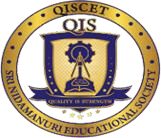 QISCET
QIS
QUALITY IS STRENGTH
SRI NIDAMANURI EDUCATIONAL SOCIETY